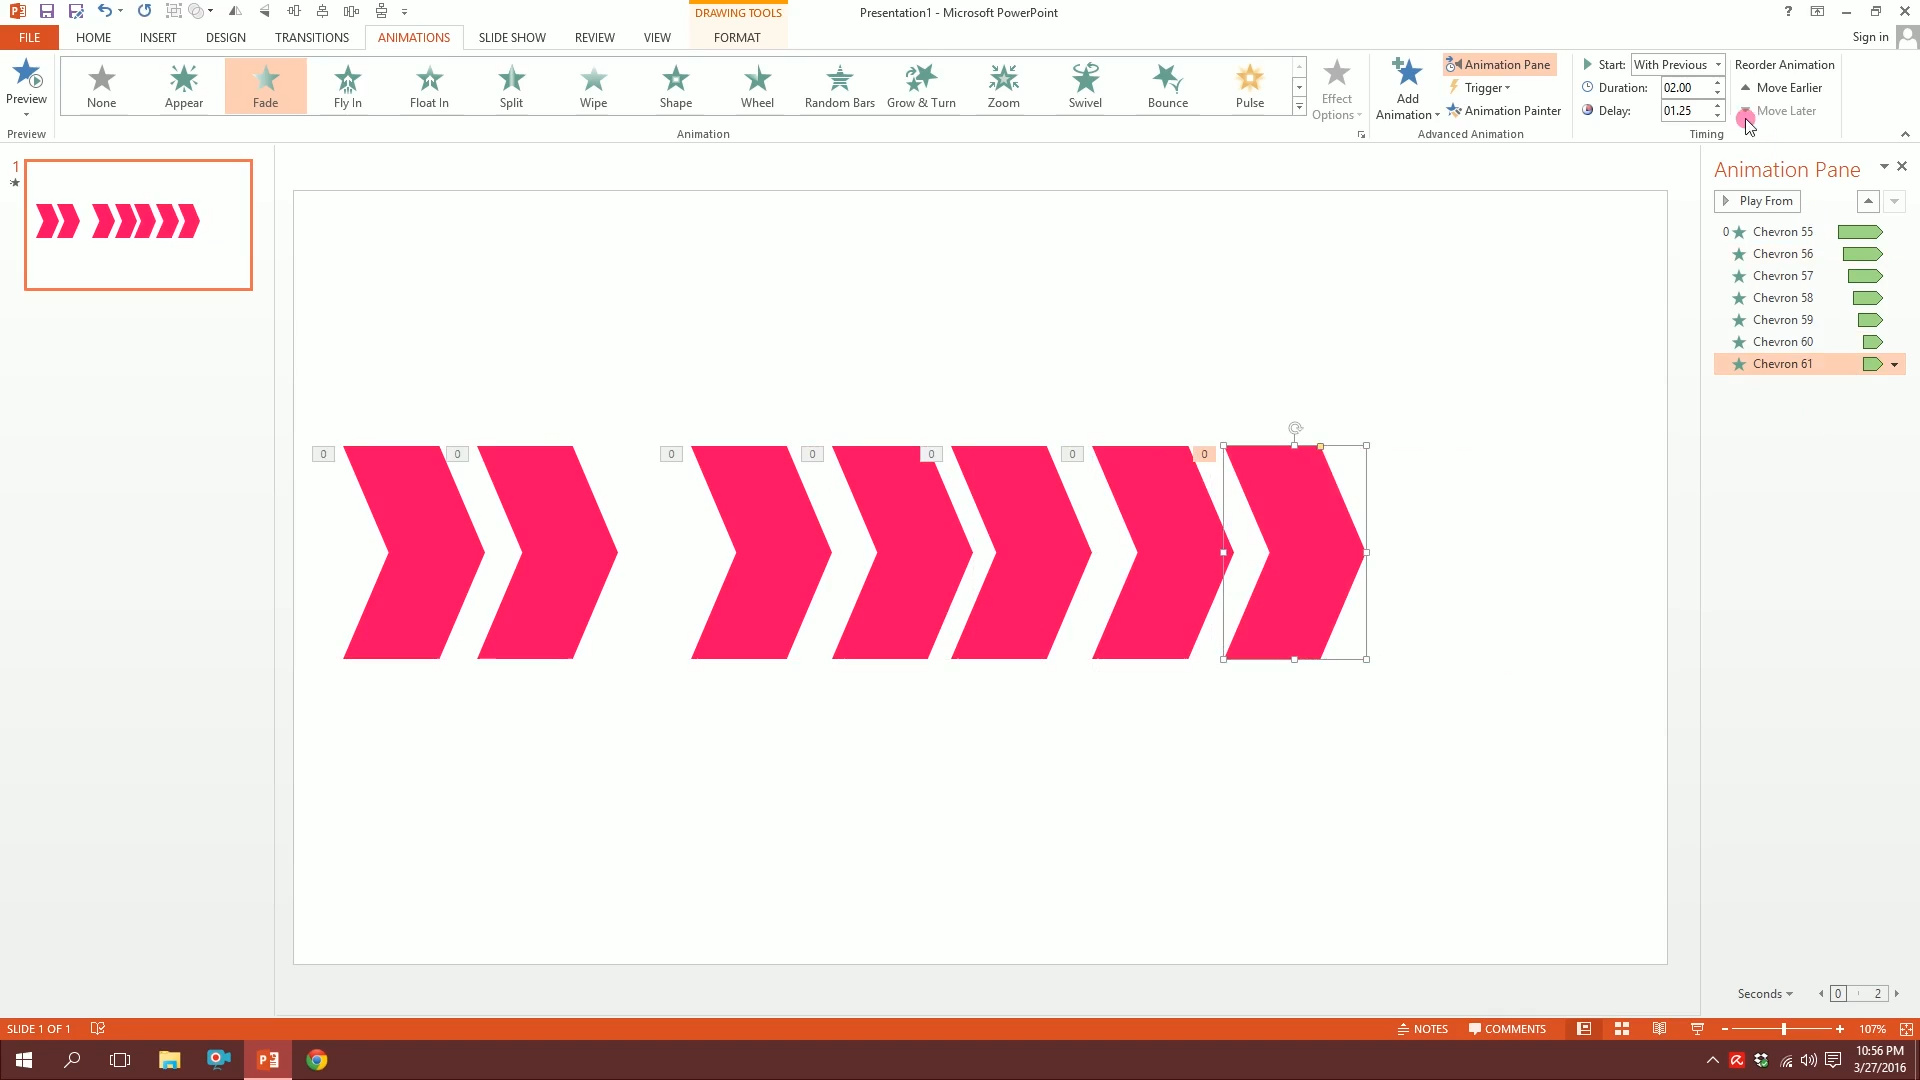 DRAWING TOOLS
Presentation1 - Microsoft PowerPoint
?
FILE HOME INSERT DESIGN TRANSITIONS ANIMATIONS SLIDE SHOW REVIEW VIEW FORMAT
Sign in
Preview
None Appear Fade Fly In Float In Split Wipe Shape Wheel Random Bars Grow & Turn Zoom Swivel Bounce Pulse
Effect Options
Add Animation
Animation Pane
Trigger
Animation Painter
Start: With Previous
Duration: 02.00
Delay: 01.25
Reorder Animation
Move Earlier
Move Later
Preview Animation Advanced Animation Timing
1
Animation Pane
Play From
0 Chevron 55
Chevron 56
Chevron 57
Chevron 58
Chevron 59
Chevron 60
Chevron 61
0 0 0 0 0 0 0
Seconds 0 2
SLIDE 1 OF 1 NOTES COMMENTS 107%
10:56 PM
3/27/2016